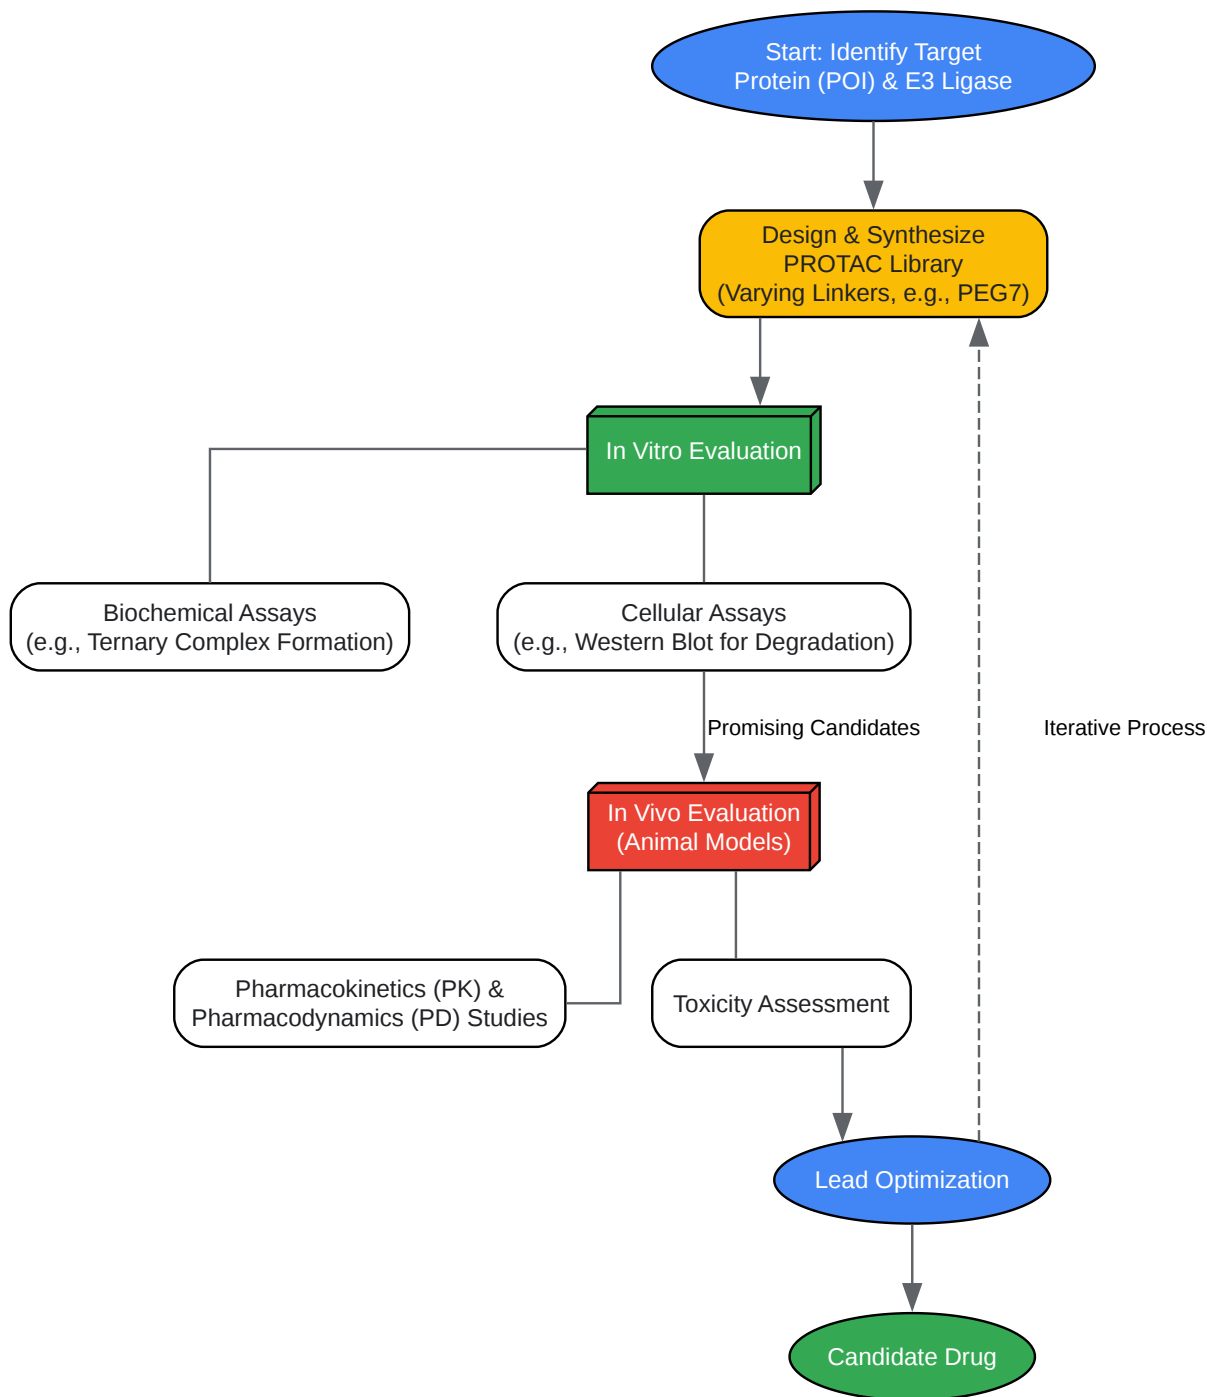 Start: Identify Target
Protein (POI) & E3 Ligase
Design & Synthesize
PROTAC Library
(Varying Linkers, e.g., PEG7)
In Vitro Evaluation
Biochemical Assays
(e.g., Ternary Complex Formation)
Cellular Assays
(e.g., Western Blot for Degradation)
Promising Candidates
Iterative Process
In Vivo Evaluation
(Animal Models)
Pharmacokinetics (PK) &
Pharmacodynamics (PD) Studies
Toxicity Assessment
Lead Optimization
Candidate Drug